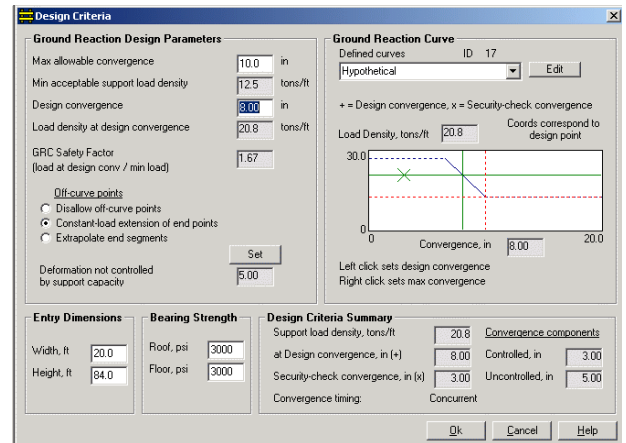 Design Criteria
Ground Reaction Design Parameters
Max allowable convergence 10.0 in
Min acceptable support load density 12.5 tons/ft
Design convergence 8.00 in
Load density at design convergence 20.8 tons/ft
GRC Safety Factor
(load at design conv / min load) 1.67
Off-curve points
Disallow off-curve points
Constant-load extension of end points
Extrapolate end segments
Set
Deformation not controlled
by support capacity 5.00
Ground Reaction Curve
Defined curves ID 17
Hypothetical Edit
+ = Design convergence, x = Security-check convergence
Load Density, tons/ft 20.8 Coords correspond to
design point
30.0
0
0 Convergence, in 8.00 20.0
Left click sets design convergence
Right click sets max convergence
Entry Dimensions
Width, ft 20.0
Height, ft 84.0
Bearing Strength
Roof, psi 3000
Floor, psi 3000
Design Criteria Summary
Support load density, tons/ft 20.8 Convergence components
at Design convergence, in (+) 8.00 Controlled, in 3.00
Security-check convergence, in (x) 3.00 Uncontrolled, in 5.00
Convergence timing: Concurrent
Ok Cancel Help